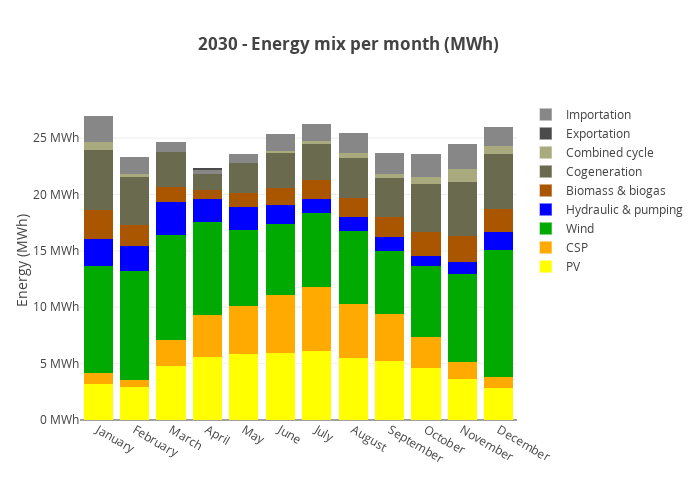 2030 - Energy mix per month (MWh)
Importation
Exportation
Combined cycle
Cogeneration
Biomass & biogas
Hydraulic & pumping
Wind
CSP
PV
Energy (MWh)
25 MWh
20 MWh
15 MWh
10 MWh
5 MWh
0 MWh
January
February
March
April
May
June
July
August
September
October
November
December